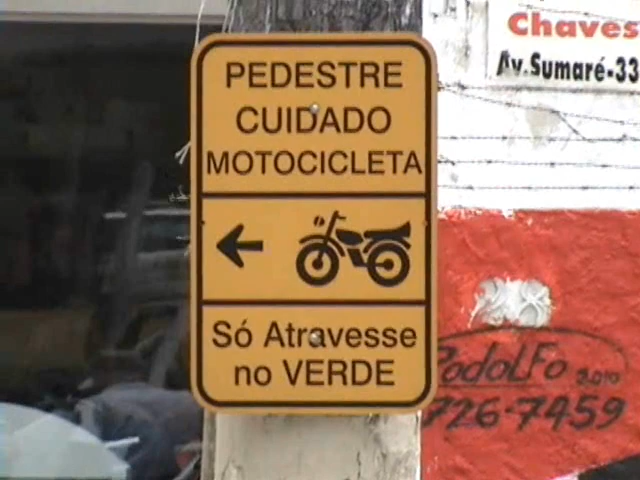 PEDESTRE
CUIDADO
MOTOCICLETA
Só Atravesse
no VERDE
Chaves
Av.Sumaré-33
RodolFo 2010
726-7459